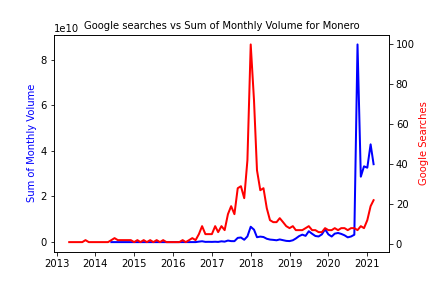 Google searches vs Sum of Monthly Volume for Monero
1e10
Sum of Monthly Volume
8
6
4
2
0
100
80
60
40
20
0
Google Searches
2013 2014 2015 2016 2017 2018 2019 2020 2021